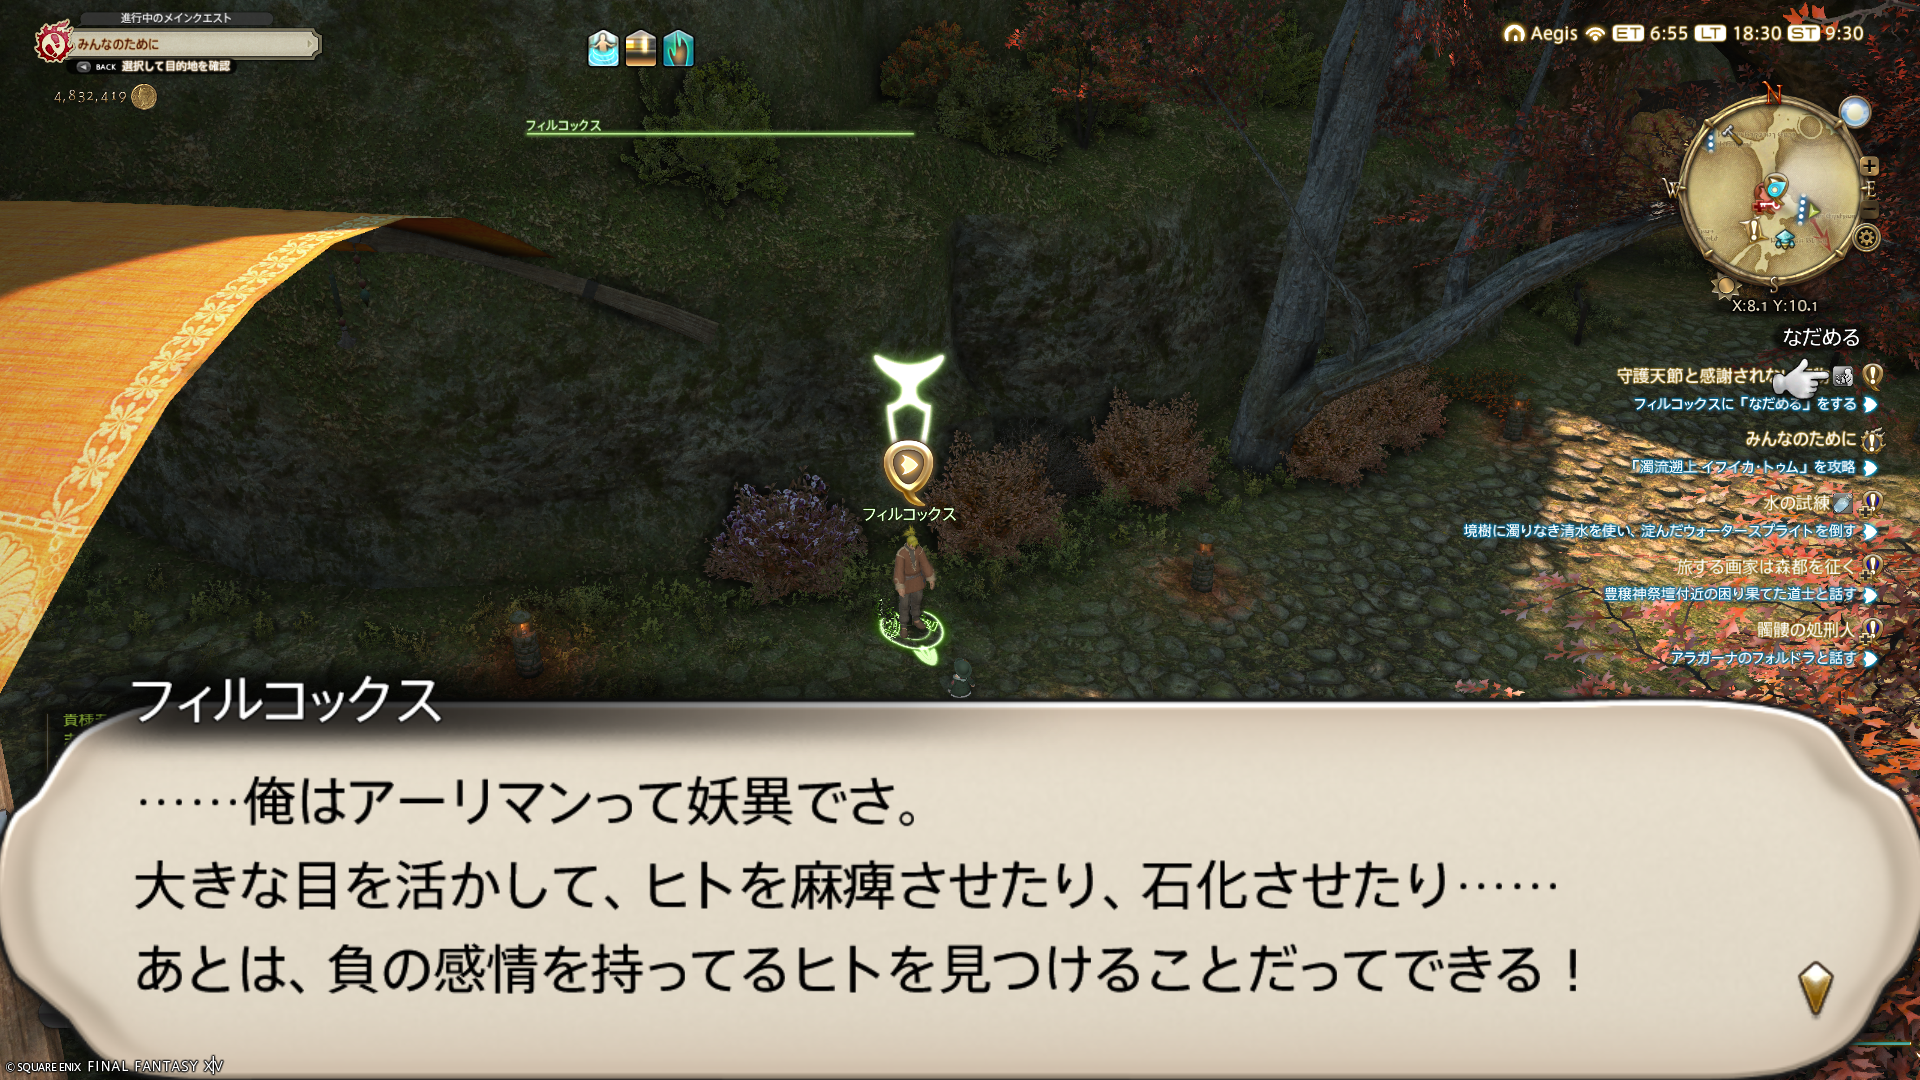 進行中のメインクエスト
みんなのために
BACK 選択して目的地を確認
4,832,419
フィルコックス
Aegis ET 6:55 LT 18:30 ST 9:30
N
W
E
S
X:8.1 Y:10.1
なだめる
守護天節と感謝されな
フィルコックスに「なだめる」をする
みんなのために
「濁流遡上 イフイカ・トゥム」を攻略
水の試練
境樹に濁りなき清水を使い、淀んだウォータースプライトを倒す
旅する画家は森都を征く
豊穣神祭壇付近の困り果てた道士と話す
髑髏の処刑人
アラガーナのフォルドラと話す
フィルコックス
フィルコックス
……俺はアーリマンって妖異でさ。
大きな目を活かして、ヒトを麻痺させたり、石化させたり……
あとは、負の感情を持ってるヒトを見つけることだってできる！
© SQUARE ENIX FINAL FANTASY XIV